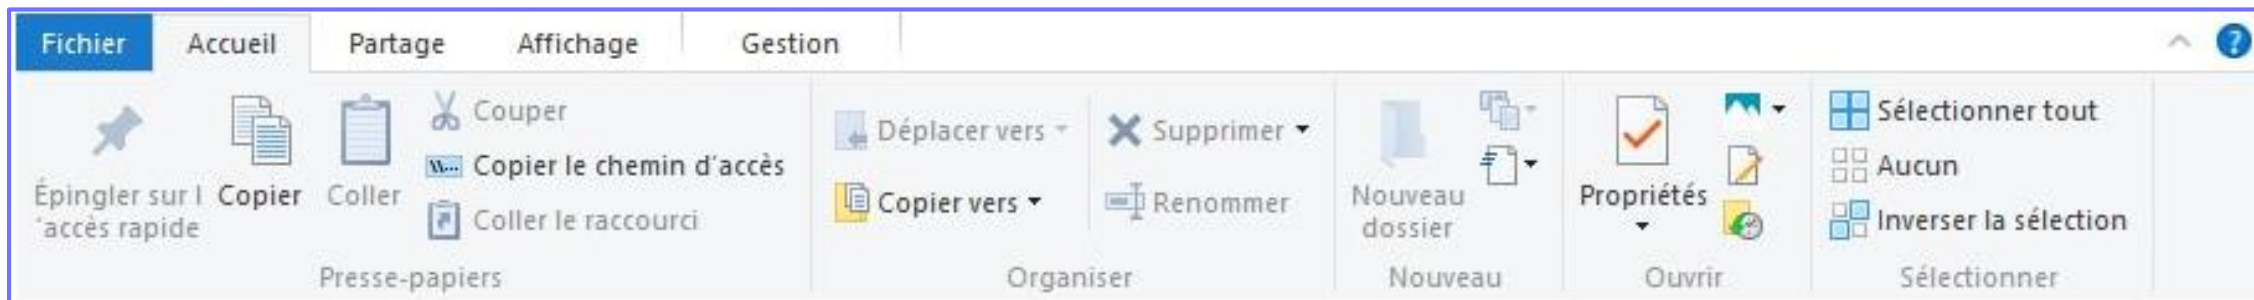 Fichier Accueil Partage Affichage Gestion ?
Épingler sur l
'accès rapide
Copier
Coller
Couper
\\... Copier le chemin d'accès
Coller le raccourci
Presse-papiers
Déplacer vers
Copier vers
Supprimer
Renommer
Organiser
Nouveau
dossier
Nouveau
Propriétés
Ouvrir
Sélectionner tout
Aucun
Inverser la sélection
Sélectionner